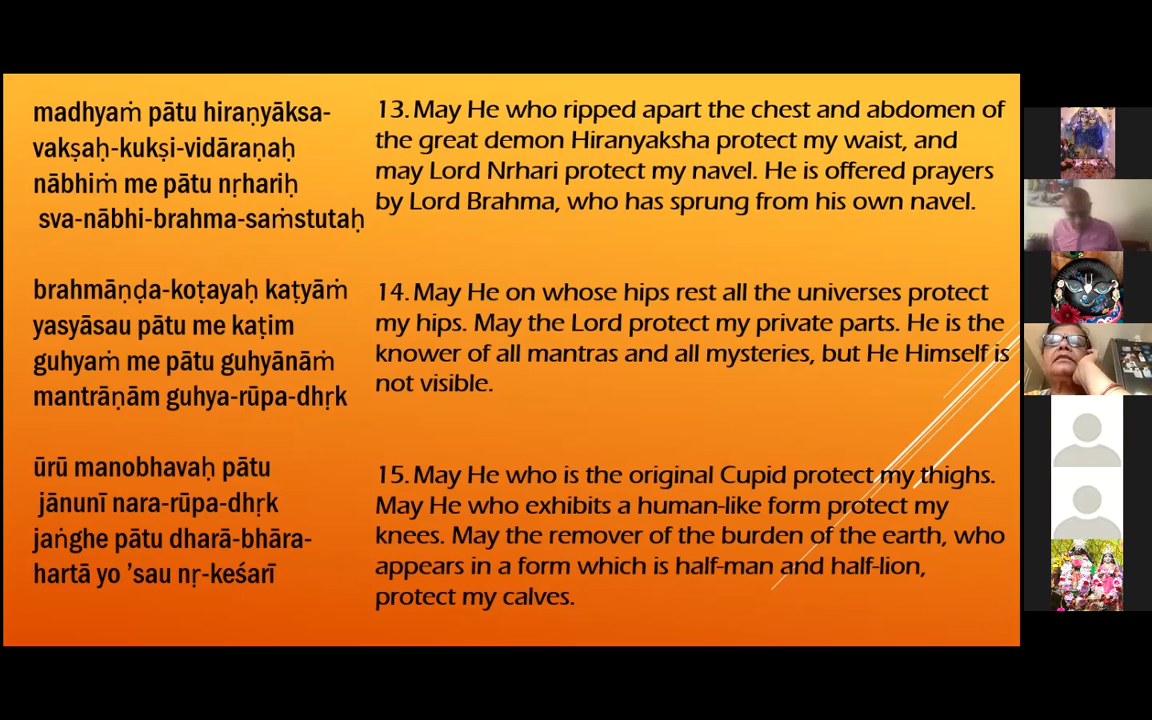 madhyaṁ pātu hiraṇyāksa-
vakṣaḥ-kukṣi-vidāraṇaḥ
nābhiṁ me pātu nṛhariḥ
sva-nābhi-brahma-saṁstutaḥ
brahmāṇḍa-koṭayaḥ kaṭyāṁ
yasyāsau pātu me kaṭim
guhyaṁ me pātu guhyānāṁ
mantrāṇām guhya-rūpa-dhṛk
ūrū manobhavaḥ pātu
jānunī nara-rūpa-dhṛk
jaṅghe pātu dharā-bhāra-
hartā yo ’sau nṛ-keśarī
13. May He who ripped apart the chest and abdomen of
the great demon Hiranyaksha protect my waist, and
may Lord Nrhari protect my navel. He is offered prayers
by Lord Brahma, who has sprung from his own navel.
14. May He on whose hips rest all the universes protect
my hips. May the Lord protect my private parts. He is the
knower of all mantras and all mysteries, but He Himself is
not visible.
15. May He who is the original Cupid protect my thighs.
May He who exhibits a human-like form protect my
knees. May the remover of the burden of the earth, who
appears in a form which is half-man and half-lion,
protect my calves.